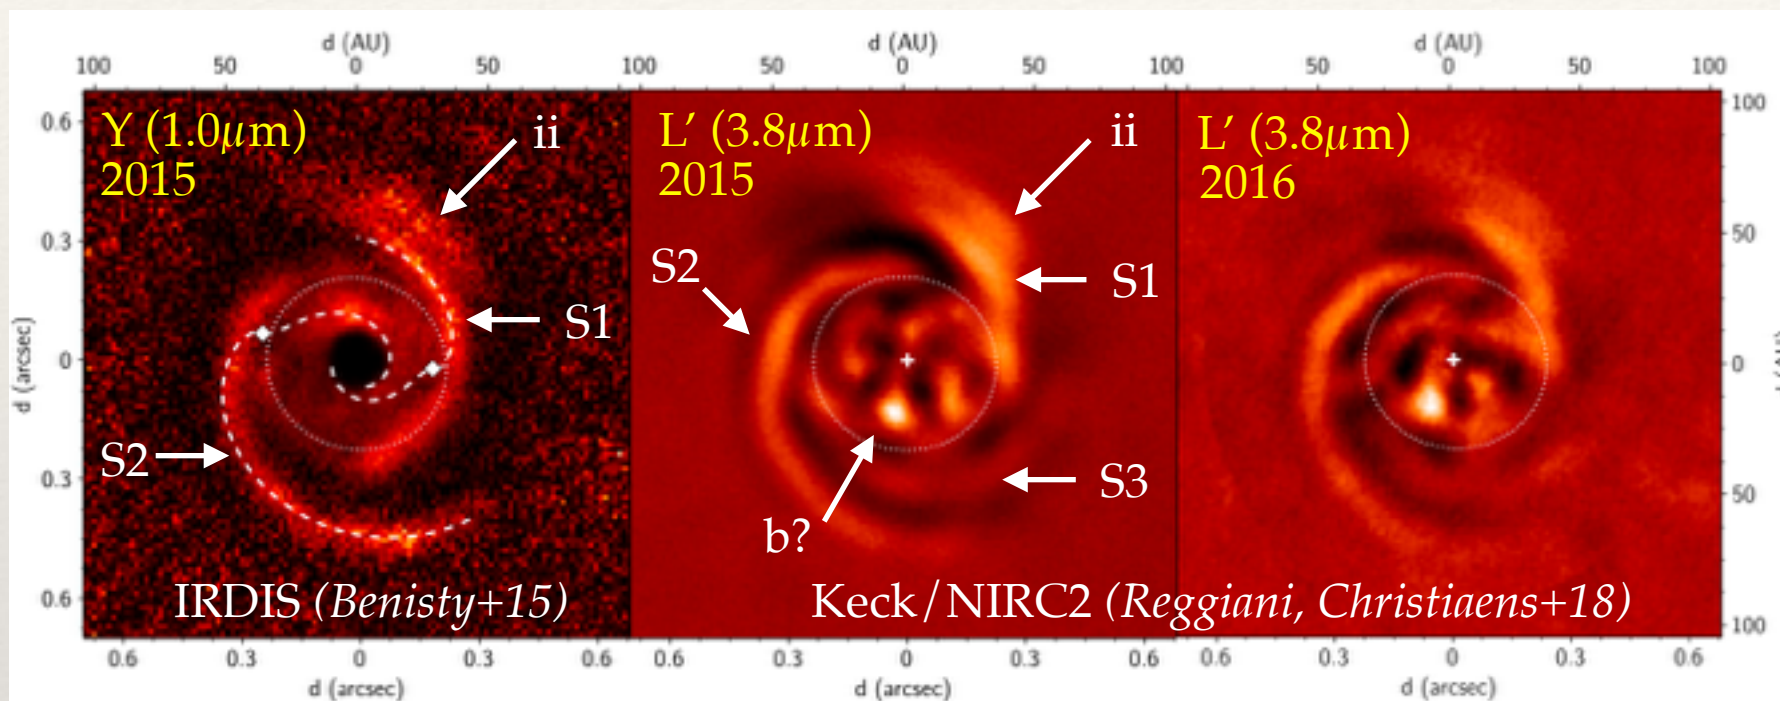 d (AU) d (AU) d (AU)
100 50 0 50 100 50 0 50 100 50 0 50 100
Y (1.0μm)
2015
ii
L′ (3.8μm)
2015
ii
L′ (3.8μm)
2016
0.6
0.3
0
0.3
0.6
d (arcsec)
S1
S2
S2
S1
S3
b?
100
50
0
50
100
IRDIS (Benisty+15)
Keck/NIRC2 (Reggiani, Christiaens+18)
0.6 0.3 0 0.3 0.6 0.6 0.3 0 0.3 0.6 0.6 0.3 0 0.3 0.6
d (arcsec) d (arcsec) d (arcsec)